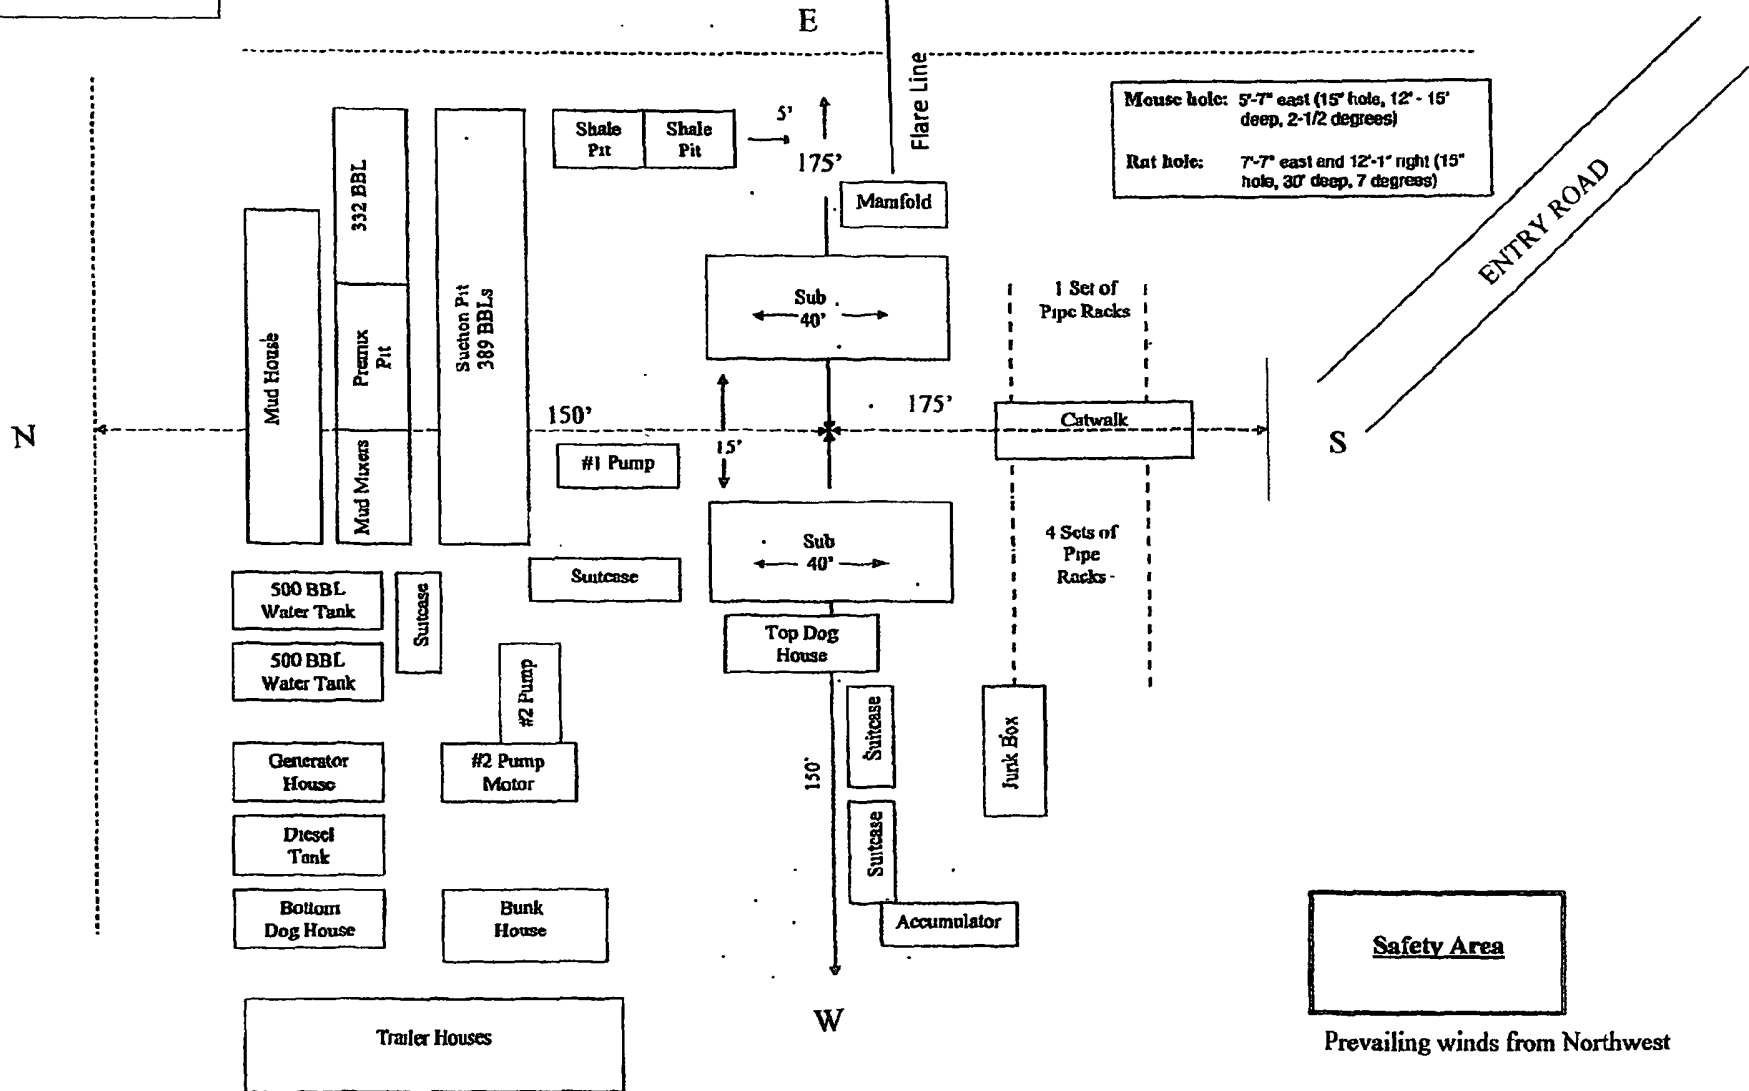 E
Flare Line
Mouse hole: 5'-7" east (15" hole, 12' - 15'
deep, 2-1/2 degrees)
Rat hole: 7'-7" east and 12'-1" right (15"
hole, 30' deep, 7 degrees)
ENTRY ROAD
332 BBL
Shale
Pit
Shale
Pit
5'
175'
Manifold
Mud House
Premix
Pit
Mud Mixers
Suction Pit
389 BBLs
Sub
40'
1 Set of
Pipe Racks
N
150'
175'
Catwalk
S
15'
#1 Pump
Sub
40'
4 Sets of
Pipe
Racks
Suitcase
500 BBL
Water Tank
Suitcase
500 BBL
Water Tank
Top Dog
House
#2 Pump
#2 Pump
Motor
Generator
House
150'
Suitcase
Junk Box
Diesel
Tank
Suitcase
Bottom
Dog House
Bunk
House
Accumulator
Safety Area
W
Trailer Houses
Prevailing winds from Northwest